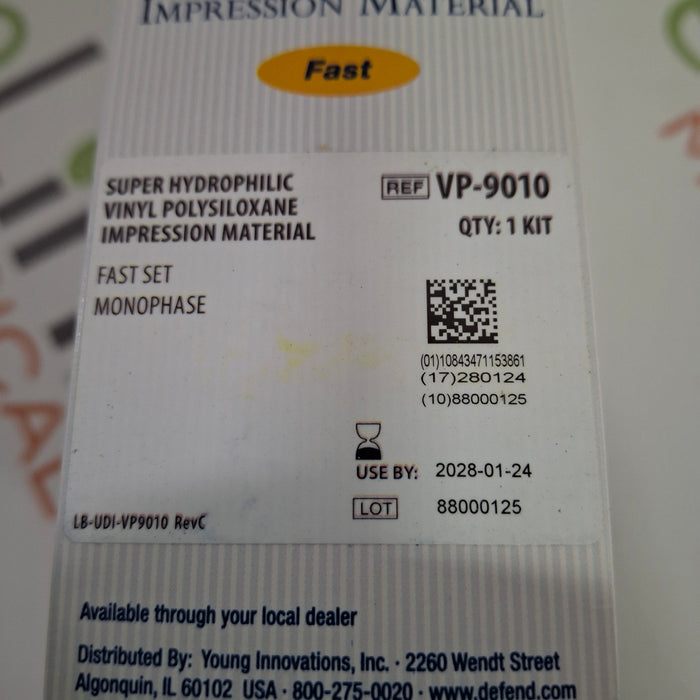 IMPRESSION MATERIAL
Fast
SUPER HYDROPHILIC
VINYL POLYSILOXANE
IMPRESSION MATERIAL
FAST SET
MONOPHASE
REF VP-9010
QTY: 1 KIT
(01)10843471153861
(17)280124
(10)88000125
USE BY: 2028-01-24
LOT 88000125
LB-UDI-VP9010 RevC
Available through your local dealer
Distributed By: Young Innovations, Inc. · 2260 Wendt Street
Algonquin, IL 60102 USA · 800-275-0020 · www.defend.com